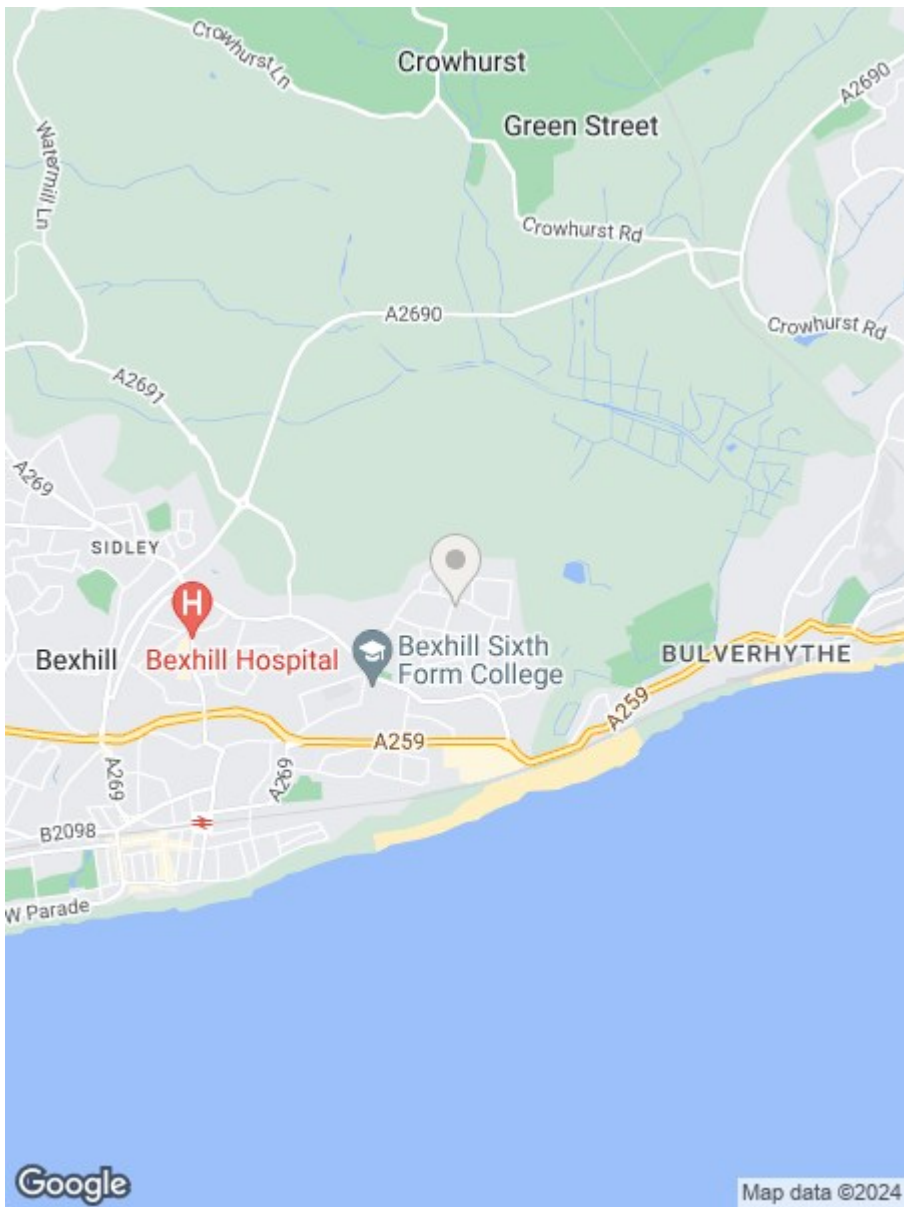 Crowhurst Ln
Crowhurst
A2690
Green Street
Watermill Ln
Crowhurst Rd
A2690
Crowhurst Rd
A2691
A269
SIDLEY
H
Bexhill
Bexhill Hospital
Bexhill Sixth
Form College
BULVERHYTHE
A259
A259
A269
A269
B2098
W Parade
Google
Map data ©2024